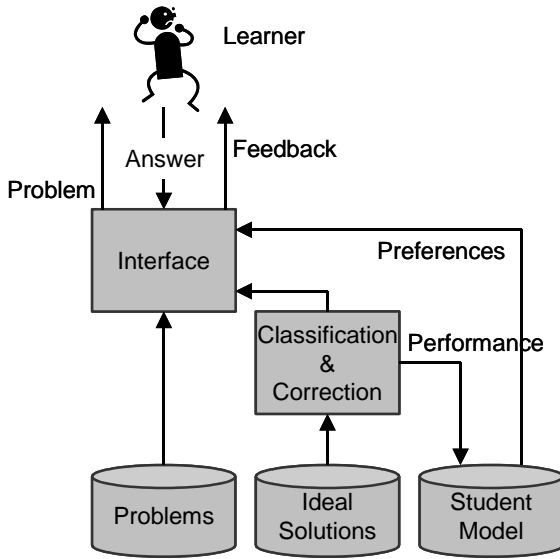 Learner
Answer
Feedback
Problem
Interface
Preferences
Classification
&
Correction
Performance
Problems
Ideal
Solutions
Student
Model